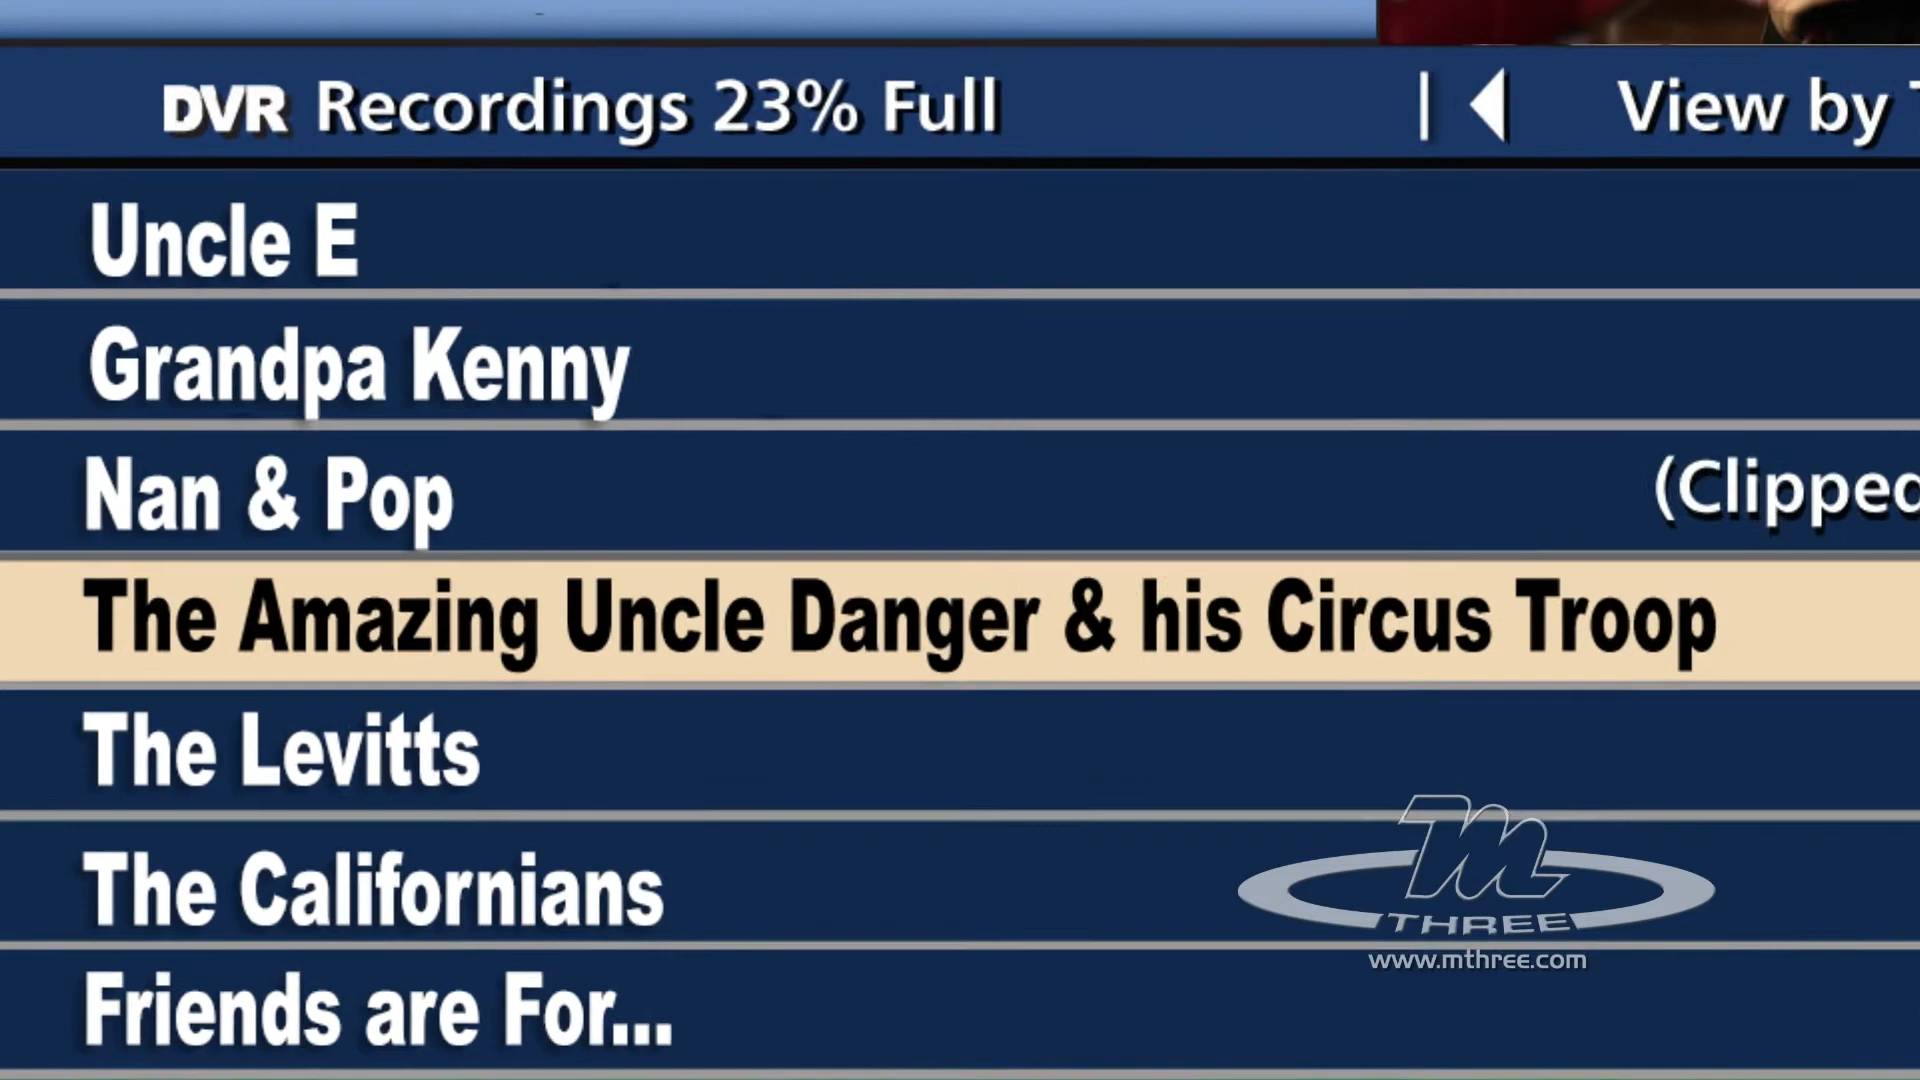 DVR Recordings 23% Full
View by
Uncle E
Grandpa Kenny
Nan & Pop
(Clipped
The Amazing Uncle Danger & his Circus Troop
The Levitts
The Californians
M
THREE
www.mthree.com
Friends are For...